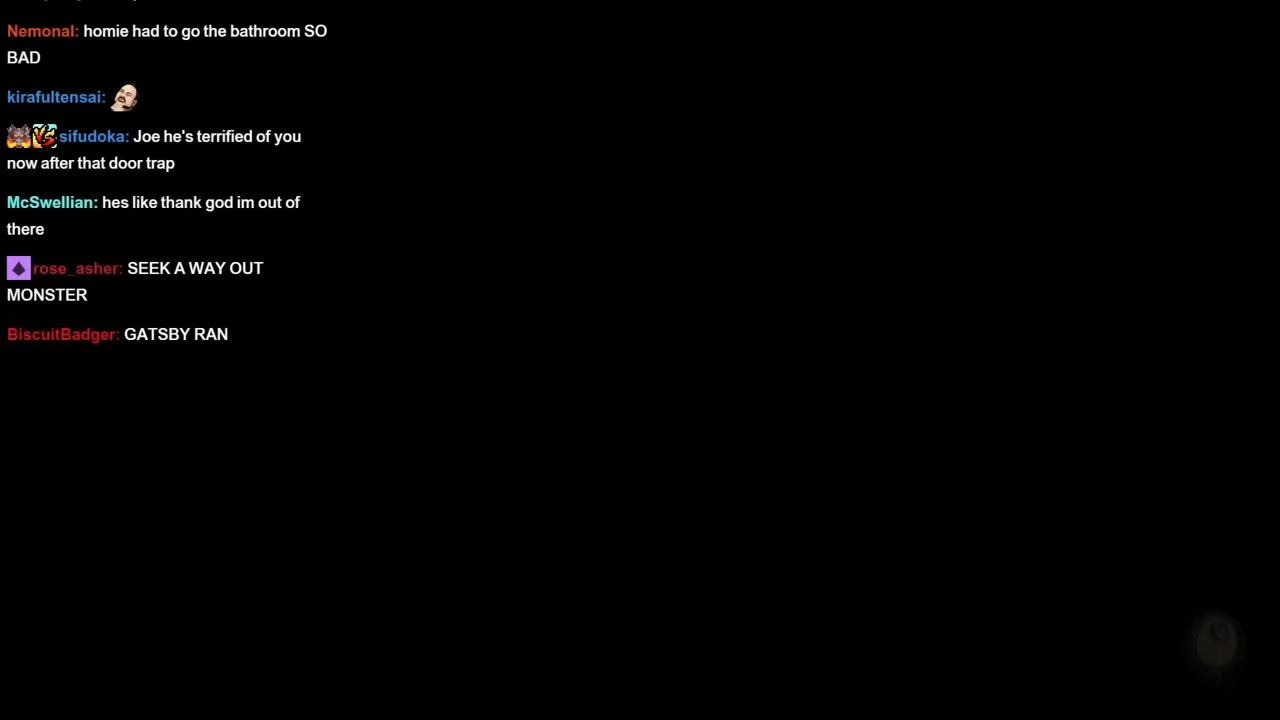 Nemonal: homie had to go the bathroom SO
BAD
kirafultensai:
sifudoka: Joe he's terrified of you
now after that door trap
McSwellian: hes like thank god im out of
there
rose_asher: SEEK A WAY OUT
MONSTER
BiscuitBadger: GATSBY RAN